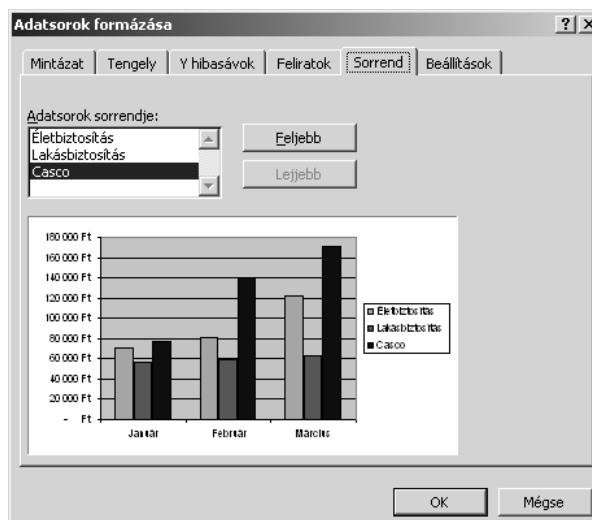 Adatsorok formázása
Mintázat Tengely Y hibasávok Feliratok Sorrend Beállítások
Adatsorok sorrendje:
Életbiztosítás
Lakásbiztosítás
Casco
Feljebb
Lejjebb
180 000 Ft
160 000 Ft
140 000 Ft
120 000 Ft
100 000 Ft
80 000 Ft
60 000 Ft
40 000 Ft
20 000 Ft
- Ft
Január Február Március
Életbiztosítás
Lakásbiztosítás
Casco
OK Mégse